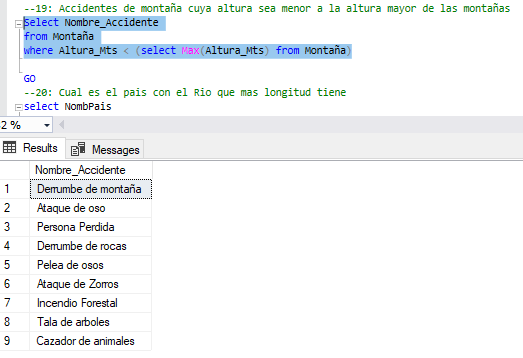 --19: Accidentes de montaña cuya altura sea menor a la altura mayor de las montañas
Select Nombre_Accidente
from Montaña
where Altura_Mts < (select Max(Altura_Mts) from Montaña)
GO
--20: Cual es el pais con el Rio que mas longitud tiene
select NombPais
2 %
Results Messages
Nombre_Accidente
1 Derrumbe de montaña
2 Ataque de oso
3 Persona Perdida
4 Derrumbe de rocas
5 Pelea de osos
6 Ataque de Zorros
7 Incendio Forestal
8 Tala de arboles
9 Cazador de animales